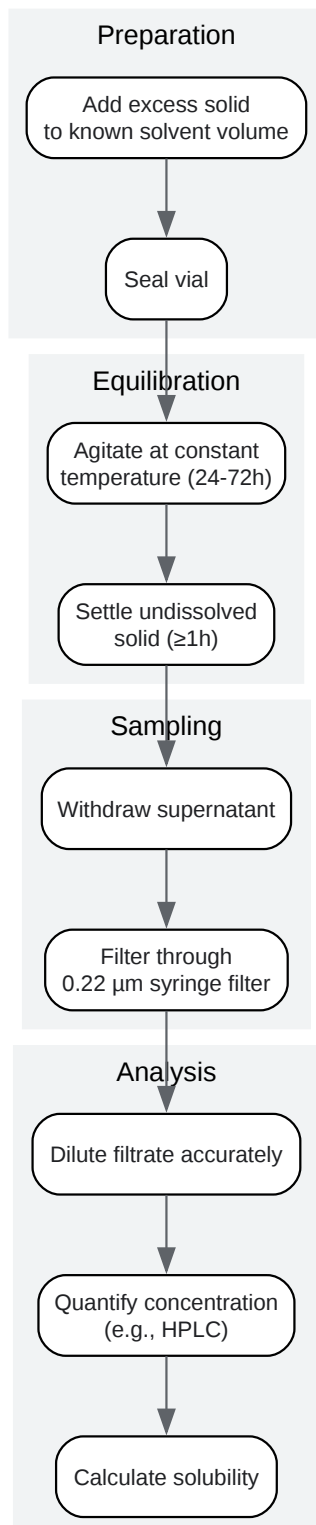 Preparation
Add excess solid
to known solvent volume
Seal vial
Equilibration
Agitate at constant
temperature (24-72h)
Settle undissolved
solid (≥1h)
Sampling
Withdraw supernatant
Filter through
0.22 µm syringe filter
Analysis
Dilute filtrate accurately
Quantify concentration
(e.g., HPLC)
Calculate solubility